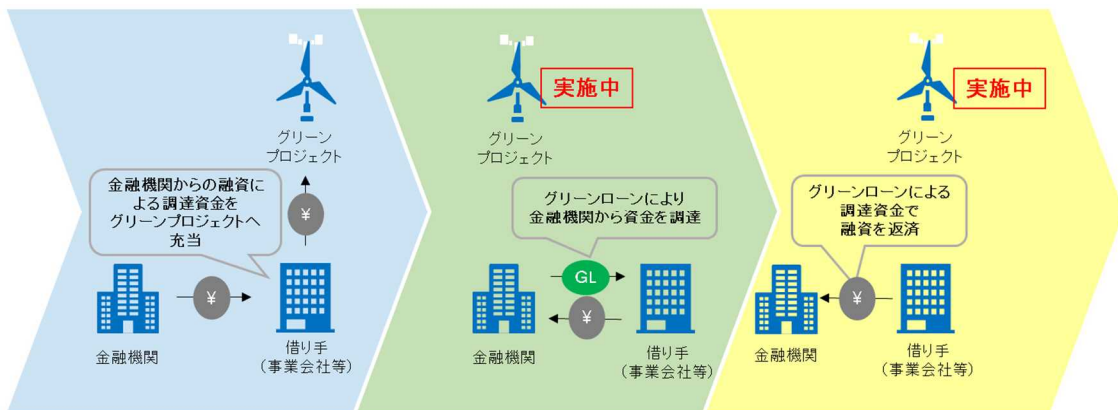 グリーン
プロジェクト
金融機関からの融資に
よる調達資金を
グリーンプロジェクトへ
充当
¥
¥
金融機関
借り手
(事業会社等)
実施中
グリーン
プロジェクト
グリーンローンにより
金融機関から資金を調達
GL
¥
金融機関
借り手
(事業会社等)
実施中
グリーン
プロジェクト
グリーンローンによる
調達資金で
融資を返済
¥
金融機関
借り手
(事業会社等)